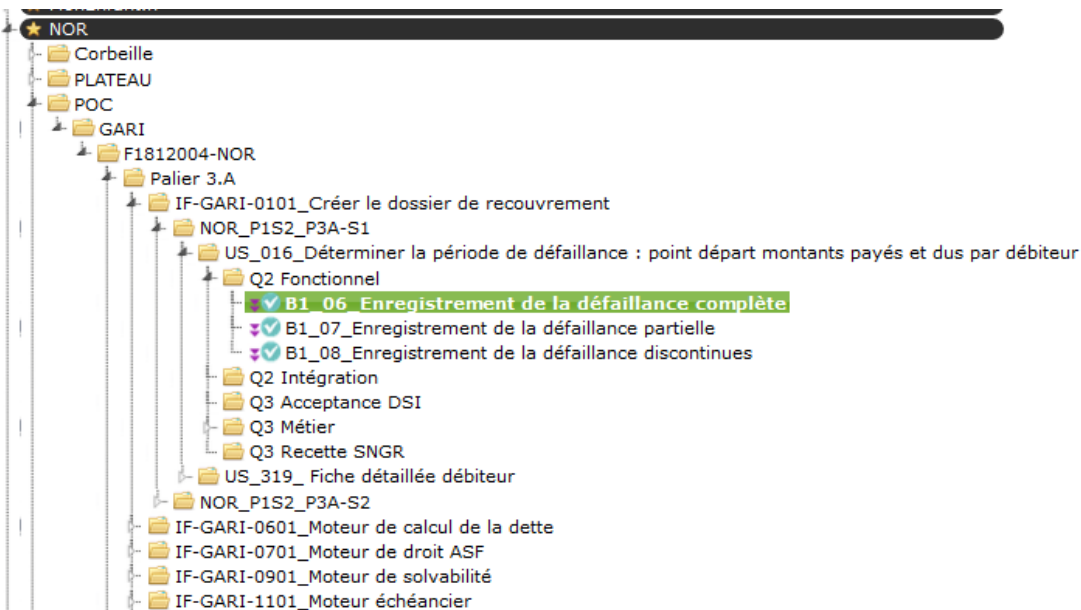 NOR
Corbeille
PLATEAU
POC
GARI
F1812004-NOR
Palier 3.A
IF-GARI-0101_Créer le dossier de recouvrement
NOR_P1S2_P3A-S1
US_016_Déterminer la période de défaillance : point départ montants payés et dus par débiteur
Q2 Fonctionnel
B1_06_Enregistrement de la défaillance complète
B1_07_Enregistrement de la défaillance partielle
B1_08_Enregistrement de la défaillance discontinues
Q2 Intégration
Q3 Acceptance DSI
Q3 Métier
Q3 Recette SNGR
US_319_ Fiche détaillée débiteur
NOR_P1S2_P3A-S2
IF-GARI-0601_Moteur de calcul de la dette
IF-GARI-0701_Moteur de droit ASF
IF-GARI-0901_Moteur de solvabilité
IF-GARI-1101_Moteur échéancier